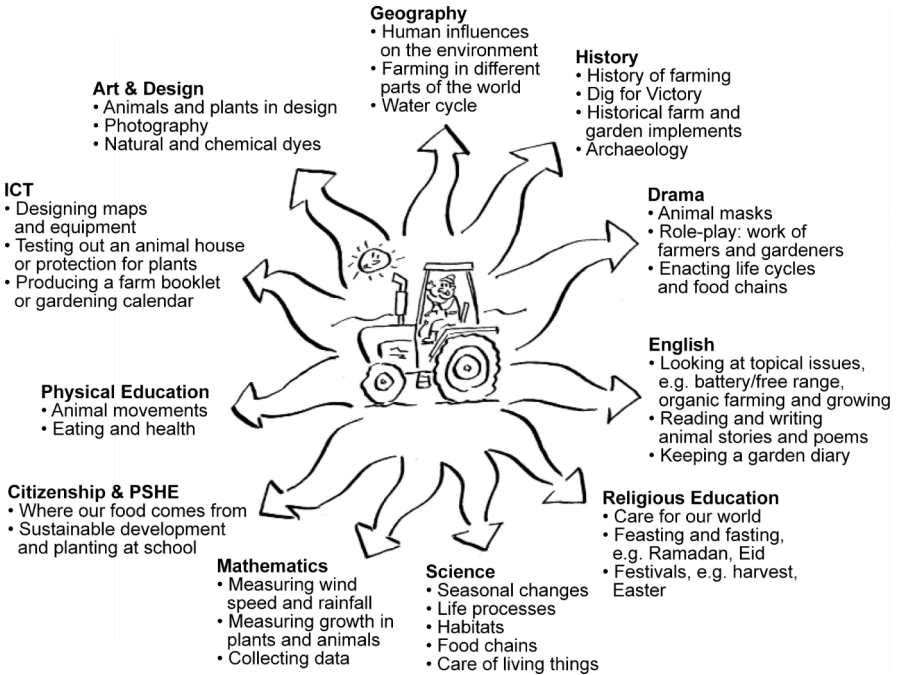 Geography
• Human influences
on the environment
• Farming in different
parts of the world
• Water cycle
History
• History of farming
• Dig for Victory
• Historical farm and
garden implements
• Archaeology
Drama
• Animal masks
• Role-play: work of
farmers and gardeners
• Enacting life cycles
and food chains
English
• Looking at topical issues,
e.g. battery/free range,
organic farming and growing
• Reading and writing
animal stories and poems
• Keeping a garden diary
Religious Education
• Care for our world
• Feasting and fasting,
e.g. Ramadan, Eid
• Festivals, e.g. harvest,
Easter
Science
• Seasonal changes
• Life processes
• Habitats
• Food chains
• Care of living things
Mathematics
• Measuring wind
speed and rainfall
• Measuring growth in
plants and animals
• Collecting data
Citizenship & PSHE
• Where our food comes from
• Sustainable development
and planting at school
Physical Education
• Animal movements
• Eating and health
ICT
• Designing maps
and equipment
• Testing out an animal house
or protection for plants
• Producing a farm booklet
or gardening calendar
Art & Design
• Animals and plants in design
• Photography
• Natural and chemical dyes